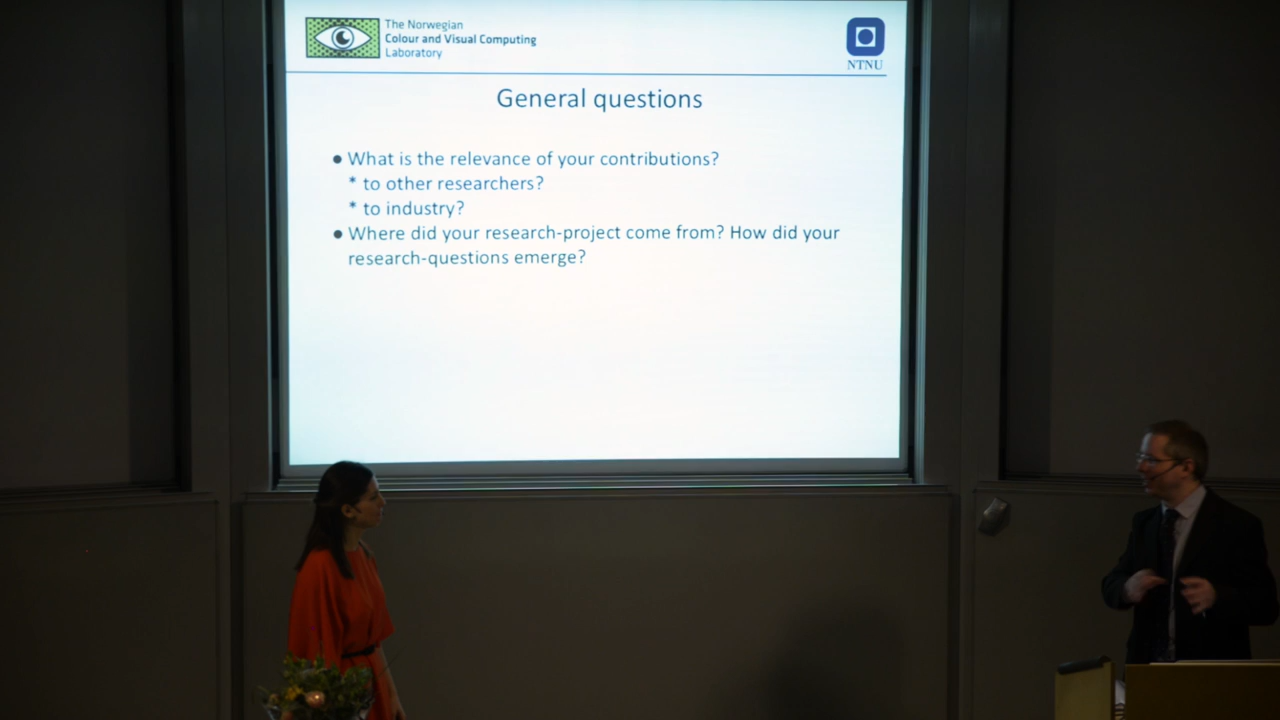 The Norwegian
Colour and Visual Computing
Laboratory
NTNU
General questions
● What is the relevance of your contributions?
* to other researchers?
* to industry?
● Where did your research-project come from? How did your
research-questions emerge?